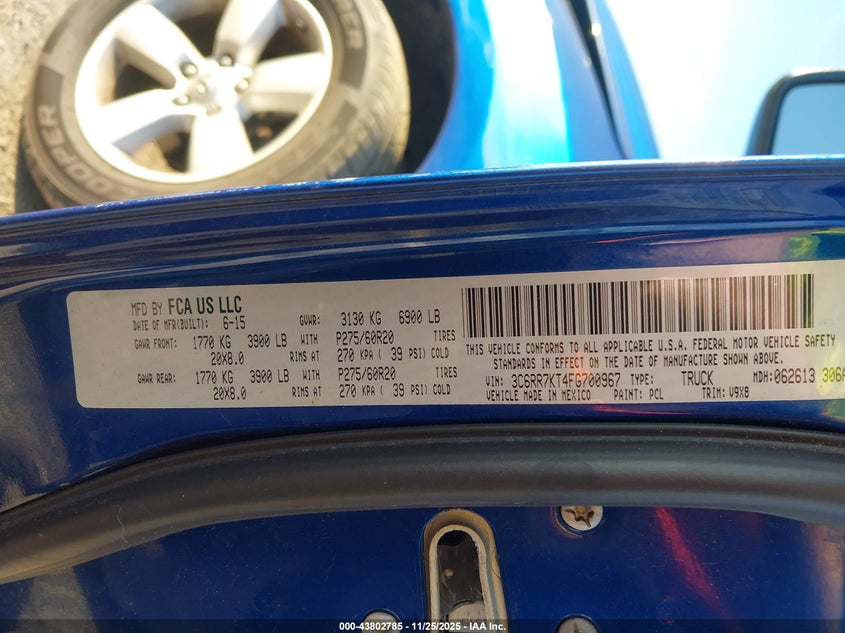 COOPER
MFD BY FCA US LLC
DATE OF MFR(BUILT): 6-15 GVWR: 3130 KG 6900 LB
GAWR FRONT: 1770 KG 3900 LB WITH P275/60R20 TIRES
20X8.0 RIMS AT 270 KPA ( 39 PSI) COLD
GAWR REAR: 1770 KG 3900 LB WITH P275/60R20 TIRES
20X8.0 RIMS AT 270 KPA ( 39 PSI) COLD
THIS VEHICLE CONFORMS TO ALL APPLICABLE U.S.A. FEDERAL MOTOR VEHICLE SAFETY
STANDARDS IN EFFECT ON THE DATE OF MANUFACTURE SHOWN ABOVE.
VIN: 3C6RR7KT4FG700967 TYPE: TRUCK MDH: 062613 306A
VEHICLE MADE IN MEXICO PAINT: PCL TRIM: V9X8
000-43802785 - 11/25/2025 - IAA Inc.